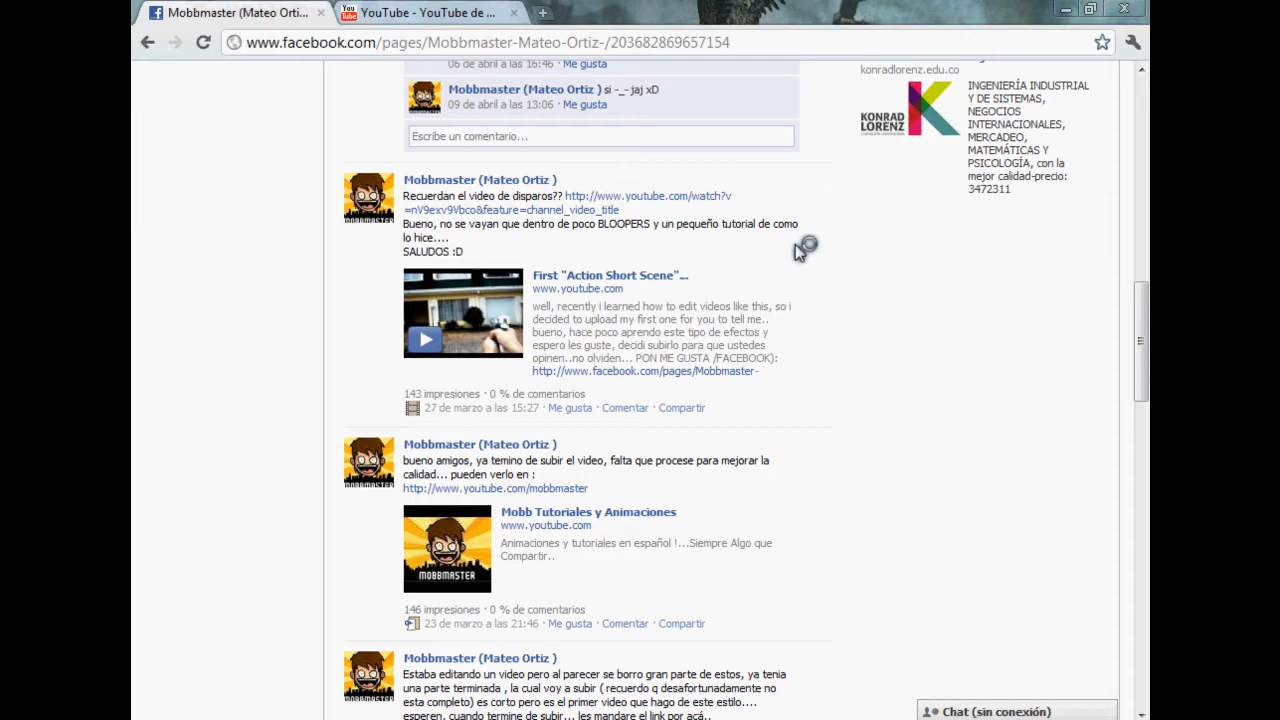 Mobbmaster (Mateo Orti...
YouTube - YouTube de ...
www.facebook.com/pages/Mobbmaster-Mateo-Ortiz-/203682869657154
06 de abril a las 16:46 · Me gusta
Mobbmaster (Mateo Ortiz ) si -_- jaj xD
09 de abril a las 13:06 · Me gusta
Escribe un comentario...
konradlorenz.edu.co
KONRAD
LORENZ
INGENIERÍA INDUSTRIAL
Y DE SISTEMAS,
NEGOCIOS
INTERNACIONALES,
MERCADEO,
MATEMÁTICAS Y
PSICOLOGÍA, con la
mejor calidad-precio:
3472311
Mobbmaster (Mateo Ortiz )
Recuerdan el video de disparos?? http://www.youtube.com/watch?v
=nV9exv9Vbco&feature=channel_video_title
Bueno, no se vayan que dentro de poco BLOOPERS y un pequeño tutorial de como
lo hice....
SALUDOS :D
First "Action Short Scene"...
www.youtube.com
well, recently i learned how to edit videos like this, so i
decided to upload my first one for you to tell me..
bueno, hace poco aprendo este tipo de efectos y
espero les guste, decidi subirlo para que ustedes
opinen..no olviden... PON ME GUSTA /FACEBOOK):
http://www.facebook.com/pages/Mobbmaster-
143 impresiones · 0 % de comentarios
27 de marzo a las 15:27 · Me gusta · Comentar · Compartir
Mobbmaster (Mateo Ortiz )
bueno amigos, ya temino de subir el video, falta que procese para mejorar la
calidad... pueden verlo en :
http://www.youtube.com/mobbmaster
MOBBMASTER
Mobb Tutoriales y Animaciones
www.youtube.com
Animaciones y tutoriales en español !...Siempre Algo que
Compartir..
146 impresiones · 0 % de comentarios
23 de marzo a las 21:46 · Me gusta · Comentar · Compartir
Mobbmaster (Mateo Ortiz )
Estaba editando un video pero al parecer se borro gran parte de estos, ya tenia
una parte terminada , la cual voy a subir ( recuerdo q desafortunadamente no
esta completo) es corto pero es el primer video que hago de este estilo....
esperen, cuando termine de subir... les mandare el link por acá..
Chat (sin conexión)